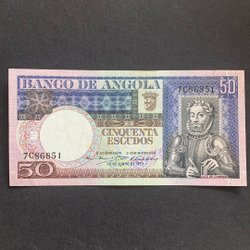 BANCO DE ANGOLA 50
7C86851
CINQUENTA
ESCUDOS
7C86851
50